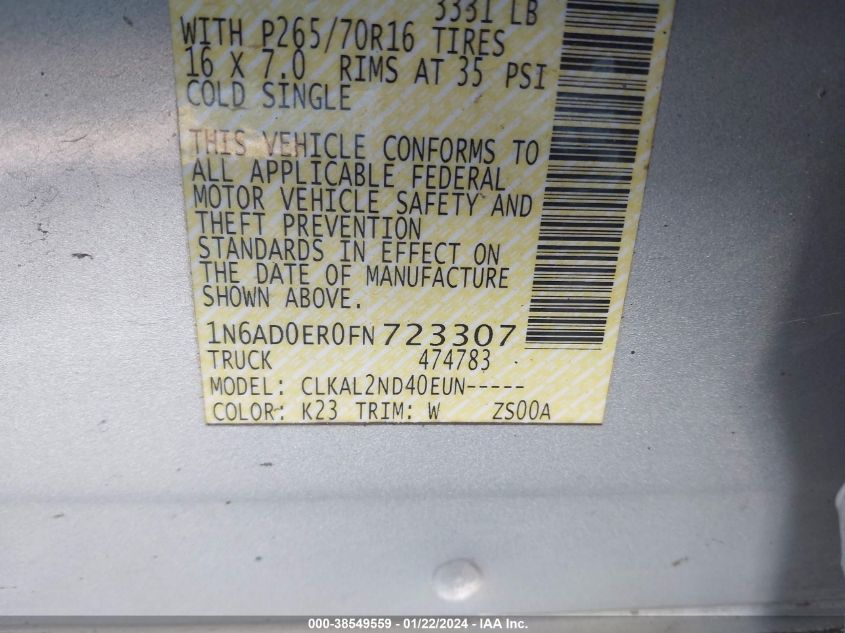 3331 LB
WITH P265/70R16 TIRES
16 X 7.0 RIMS AT 35 PSI
COLD SINGLE
THIS VEHICLE CONFORMS TO
ALL APPLICABLE FEDERAL
MOTOR VEHICLE SAFETY AND
THEFT PREVENTION
STANDARDS IN EFFECT ON
THE DATE OF MANUFACTURE
SHOWN ABOVE.
1N6AD0ER0FN723307
TRUCK 474783
MODEL: CLKAL2ND40EUN-----
COLOR: K23 TRIM: W ZS00A
000-38549559 — 01/22/2024 — IAA Inc.